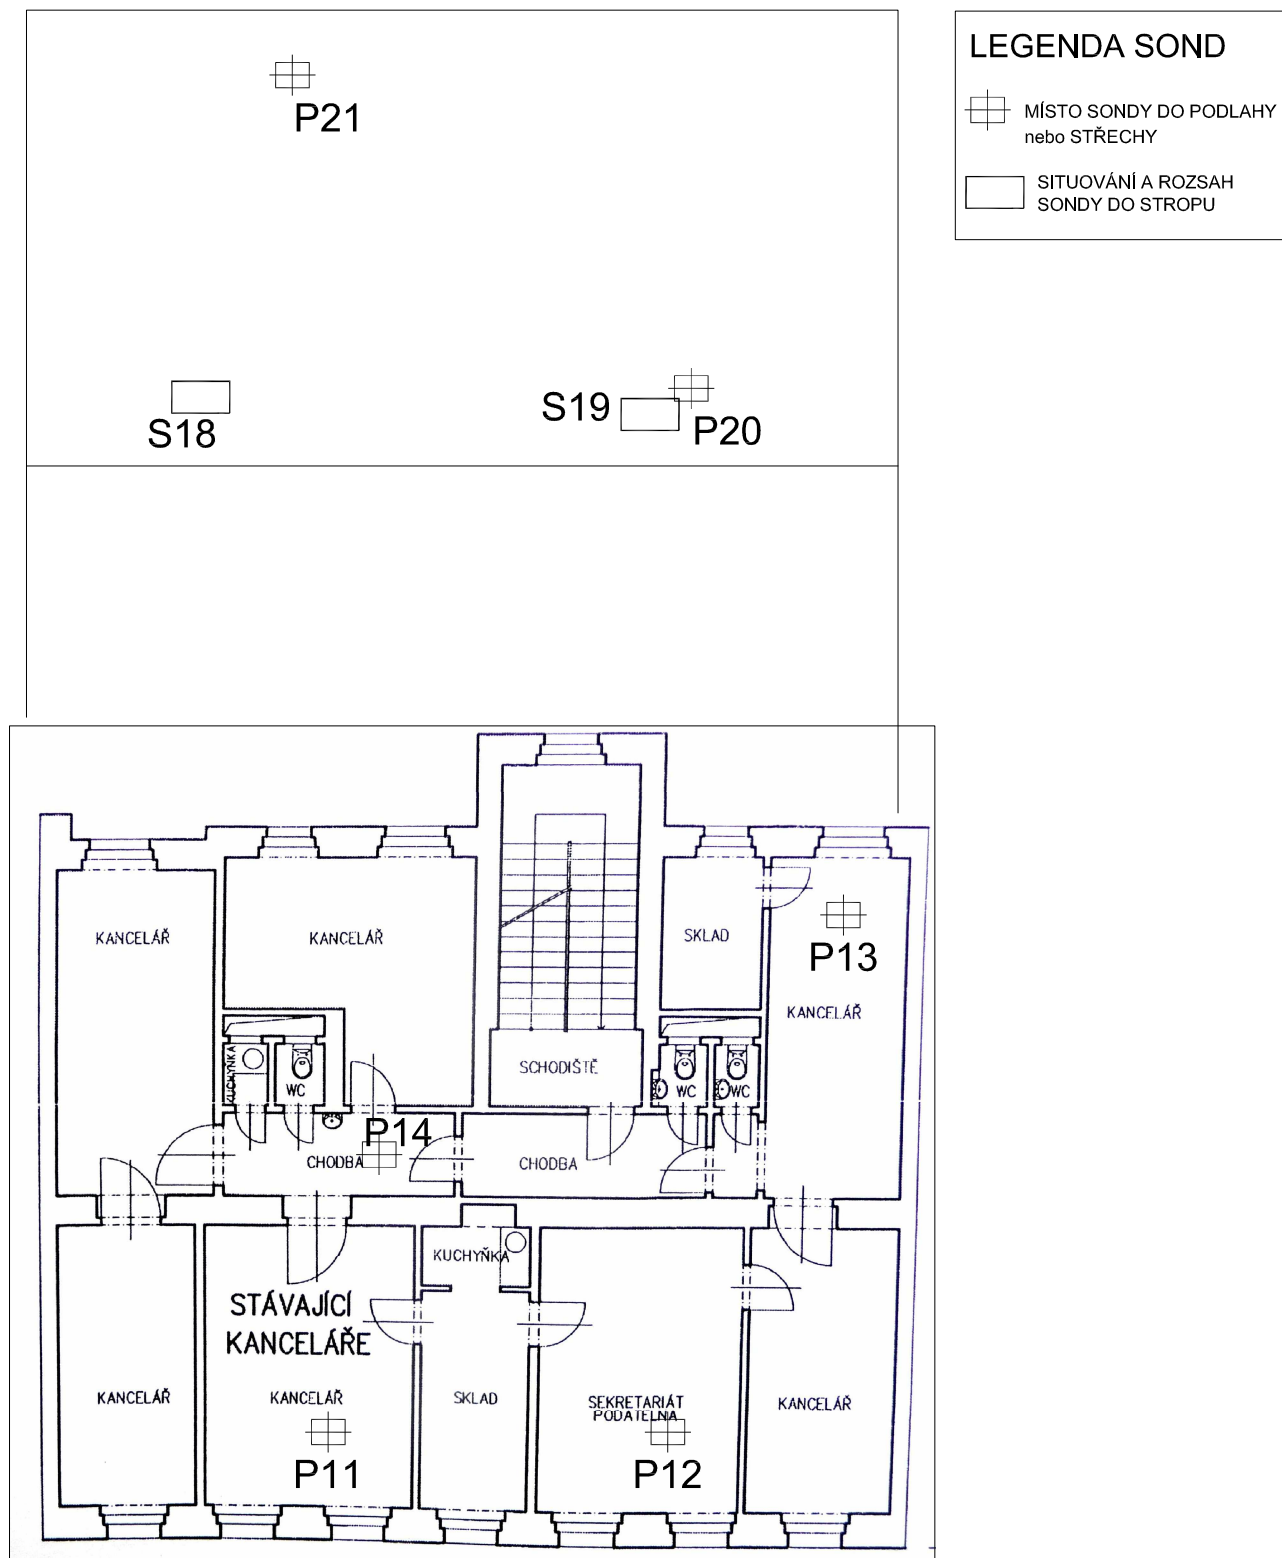 LEGENDA SOND
MÍSTO SONDY DO PODLAHY
nebo STŘECHY
SITUOVÁNÍ A ROZSAH
SONDY DO STROPU
P21
S18
S19
P20
KANCELÁŘ
KANCELÁŘ
SKLAD
P13
KANCELÁŘ
SCHODIŠTĚ
KUCHYŇKA
WC
WC
WC
P14
CHODBA
CHODBA
KUCHYŇKA
STÁVAJÍCÍ
KANCELÁŘE
KANCELÁŘ
KANCELÁŘ
SKLAD
SEKRETARIÁT
PODATELNA
KANCELÁŘ
P11
P12